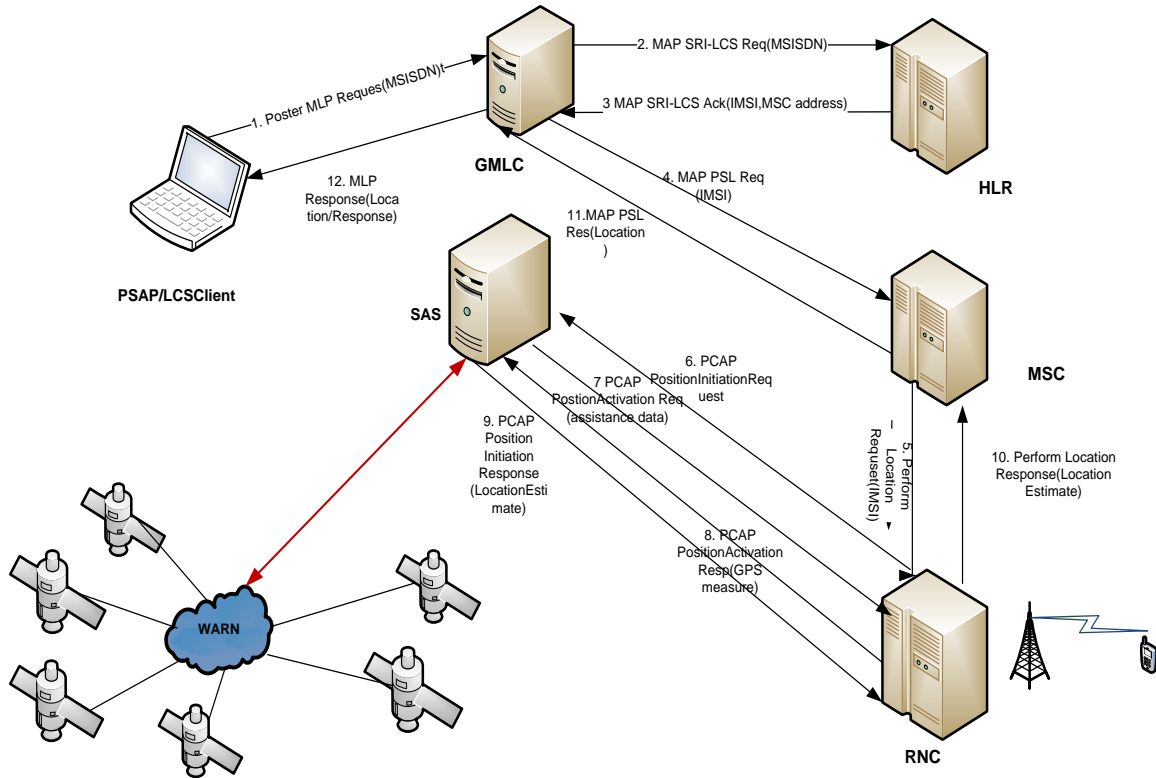 2. MAP SRI-LCS Req(MSISDN)
1. Poster MLP Reques(MSISDN)t
3 MAP SRI-LCS Ack(IMSI,MSC address)
GMLC
HLR
4. MAP PSL Req
(IMSI)
12. MLP
Response(Loca
tion/Response)
11.MAP PSL
Res(Location
)
PSAP/LCSClient
SAS
MSC
6. PCAP
PositionInitiationReq
uest
7 PCAP
PostionActivation Req
(assistance data)
9. PCAP
Position
Initiation
Response
(LocationEsti
mate)
5. Perform
Location
Requset(IMSI)
10. Perform Location
Response(Location
Estimate)
8. PCAP
PositionActivation
Resp(GPS
measure)
WARN
RNC